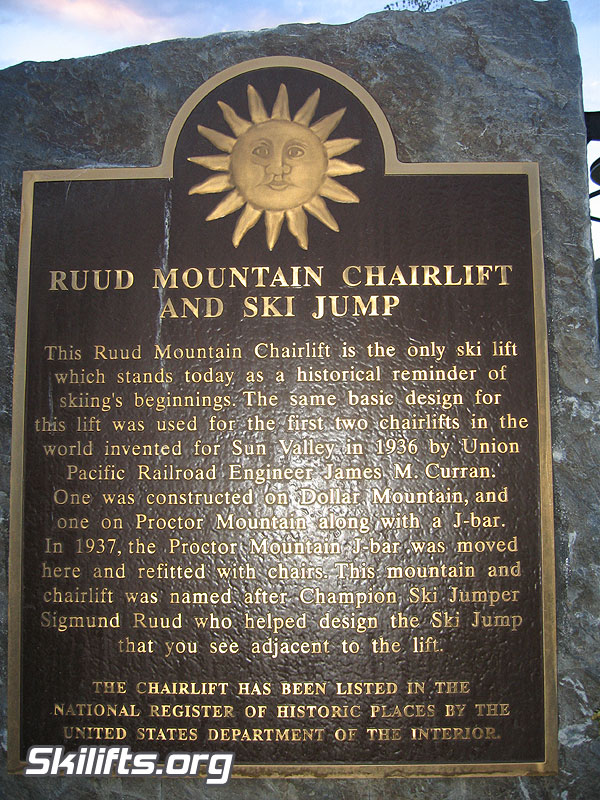 RUUD MOUNTAIN CHAIRLIFT
AND SKI JUMP
This Ruud Mountain Chairlift is the only ski lift
which stands today as a historical reminder of
skiing's beginnings. The same basic design for
this lift was used for the first two chairlifts in the
world invented for Sun Valley in 1936 by Union
Pacific Railroad Engineer James M. Curran.
One was constructed on Dollar Mountain, and
one on Proctor Mountain along with a J-bar.
In 1937, the Proctor Mountain J-bar was moved
here and refitted with chairs. This mountain and
chairlift was named after Champion Ski Jumper
Sigmund Ruud who helped design the Ski Jump
that you see adjacent to the lift.
THE CHAIRLIFT HAS BEEN LISTED IN THE
NATIONAL REGISTER OF HISTORIC PLACES BY THE
UNITED STATES DEPARTMENT OF THE INTERIOR.
Skilifts.org